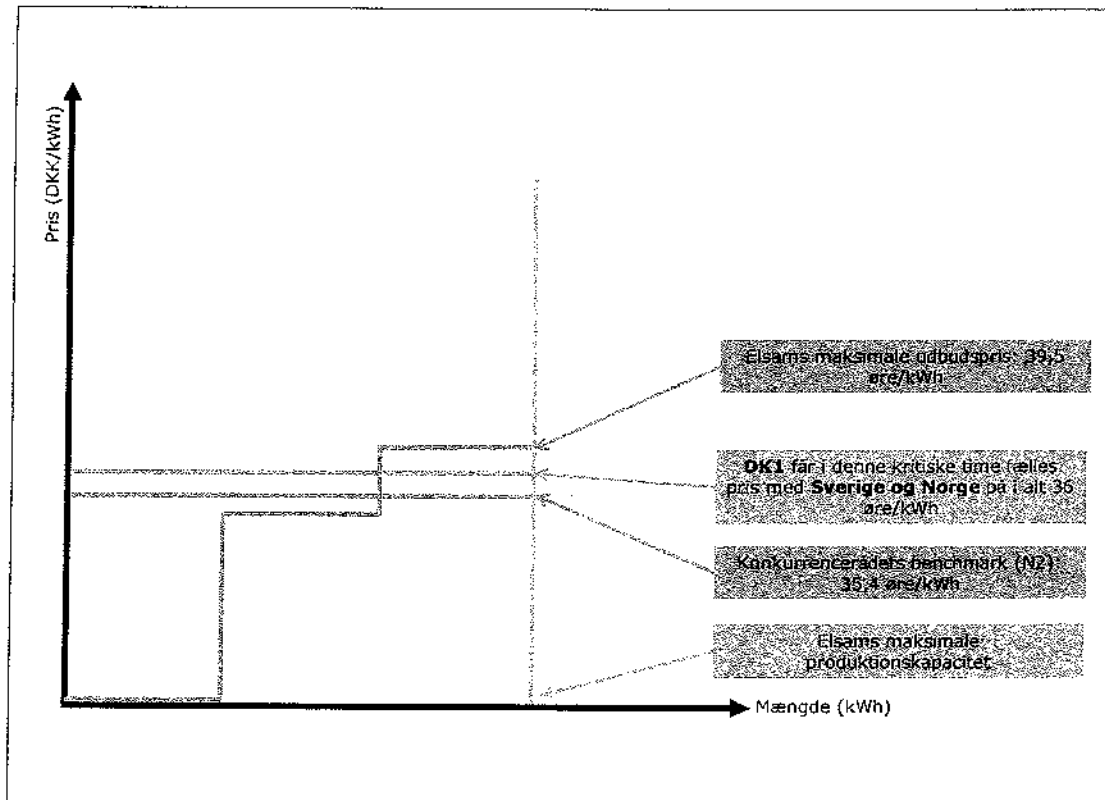 Pris (DKK/kWh)
Elsams maksimale udbudspris: 39,5
øre/kWh
DK1 får i denne kritiske time fælles
pris med Sverige og Norge på i alt 36
øre/kWh
Konkurrencerådets benchmark (N2)
35,4 øre/kWh
Elsams maksimale
produktionskapacitet
Mængde (kWh)